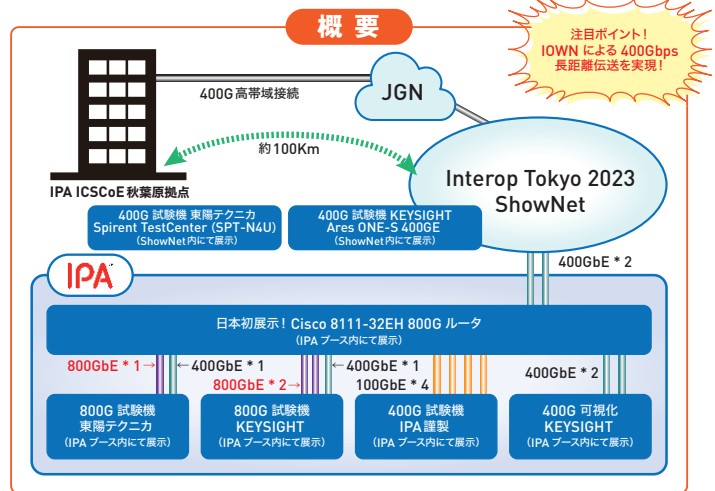 概要
注目ポイント！
IOWN による 400Gbps
長距離伝送を実現！
400G 高帯域接続
JGN
約100Km
IPA ICSCoE 秋葉原拠点
Interop Tokyo 2023
ShowNet
400G 試験機 東陽テクニカ
Spirent TestCenter (SPT-N4U)
(ShowNet内にて展示)
400G 試験機 KEYSIGHT
Ares ONE-S 400GE
(ShowNet内にて展示)
400GbE * 2
IPA
日本初展示！Cisco 8111-32EH 800G ルータ
(IPA ブース内にて展示)
800GbE * 1→
←400GbE * 1
800GbE * 2→
←400GbE * 1
100GbE * 4
400GbE * 2
800G 試験機
東陽テクニカ
(IPA ブース内にて展示)
800G 試験機
KEYSIGHT
(IPA ブース内にて展示)
400G 試験機
IPA 謹製
(IPA ブース内にて展示)
400G 可視化
KEYSIGHT
(IPA ブース内にて展示)